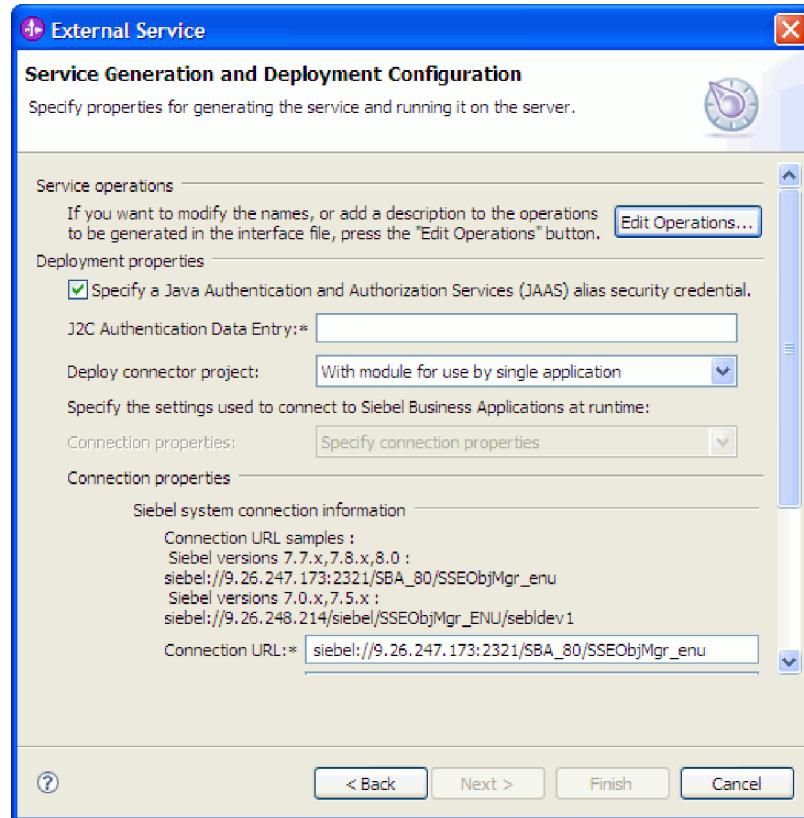 External Service
Service Generation and Deployment Configuration
Specify properties for generating the service and running it on the server.
Service operations
If you want to modify the names, or add a description to the operations
to be generated in the interface file, press the "Edit Operations" button.
Edit Operations...
Deployment properties
Specify a Java Authentication and Authorization Services (JAAS) alias security credential.
J2C Authentication Data Entry:*
Deploy connector project: With module for use by single application
Specify the settings used to connect to Siebel Business Applications at runtime:
Connection properties: Specify connection properties
Connection properties
Siebel system connection information
Connection URL samples :
Siebel versions 7.7.x,7.8.x,8.0 :
siebel://9.26.247.173:2321/SBA_80/SSEObjMgr_enu
Siebel versions 7.0.x,7.5.x :
siebel://9.26.248.214/siebel/SSEObjMgr_ENU/sebldev1
Connection URL:* siebel://9.26.247.173:2321/SBA_80/SSEObjMgr_enu
? < Back Next > Finish Cancel